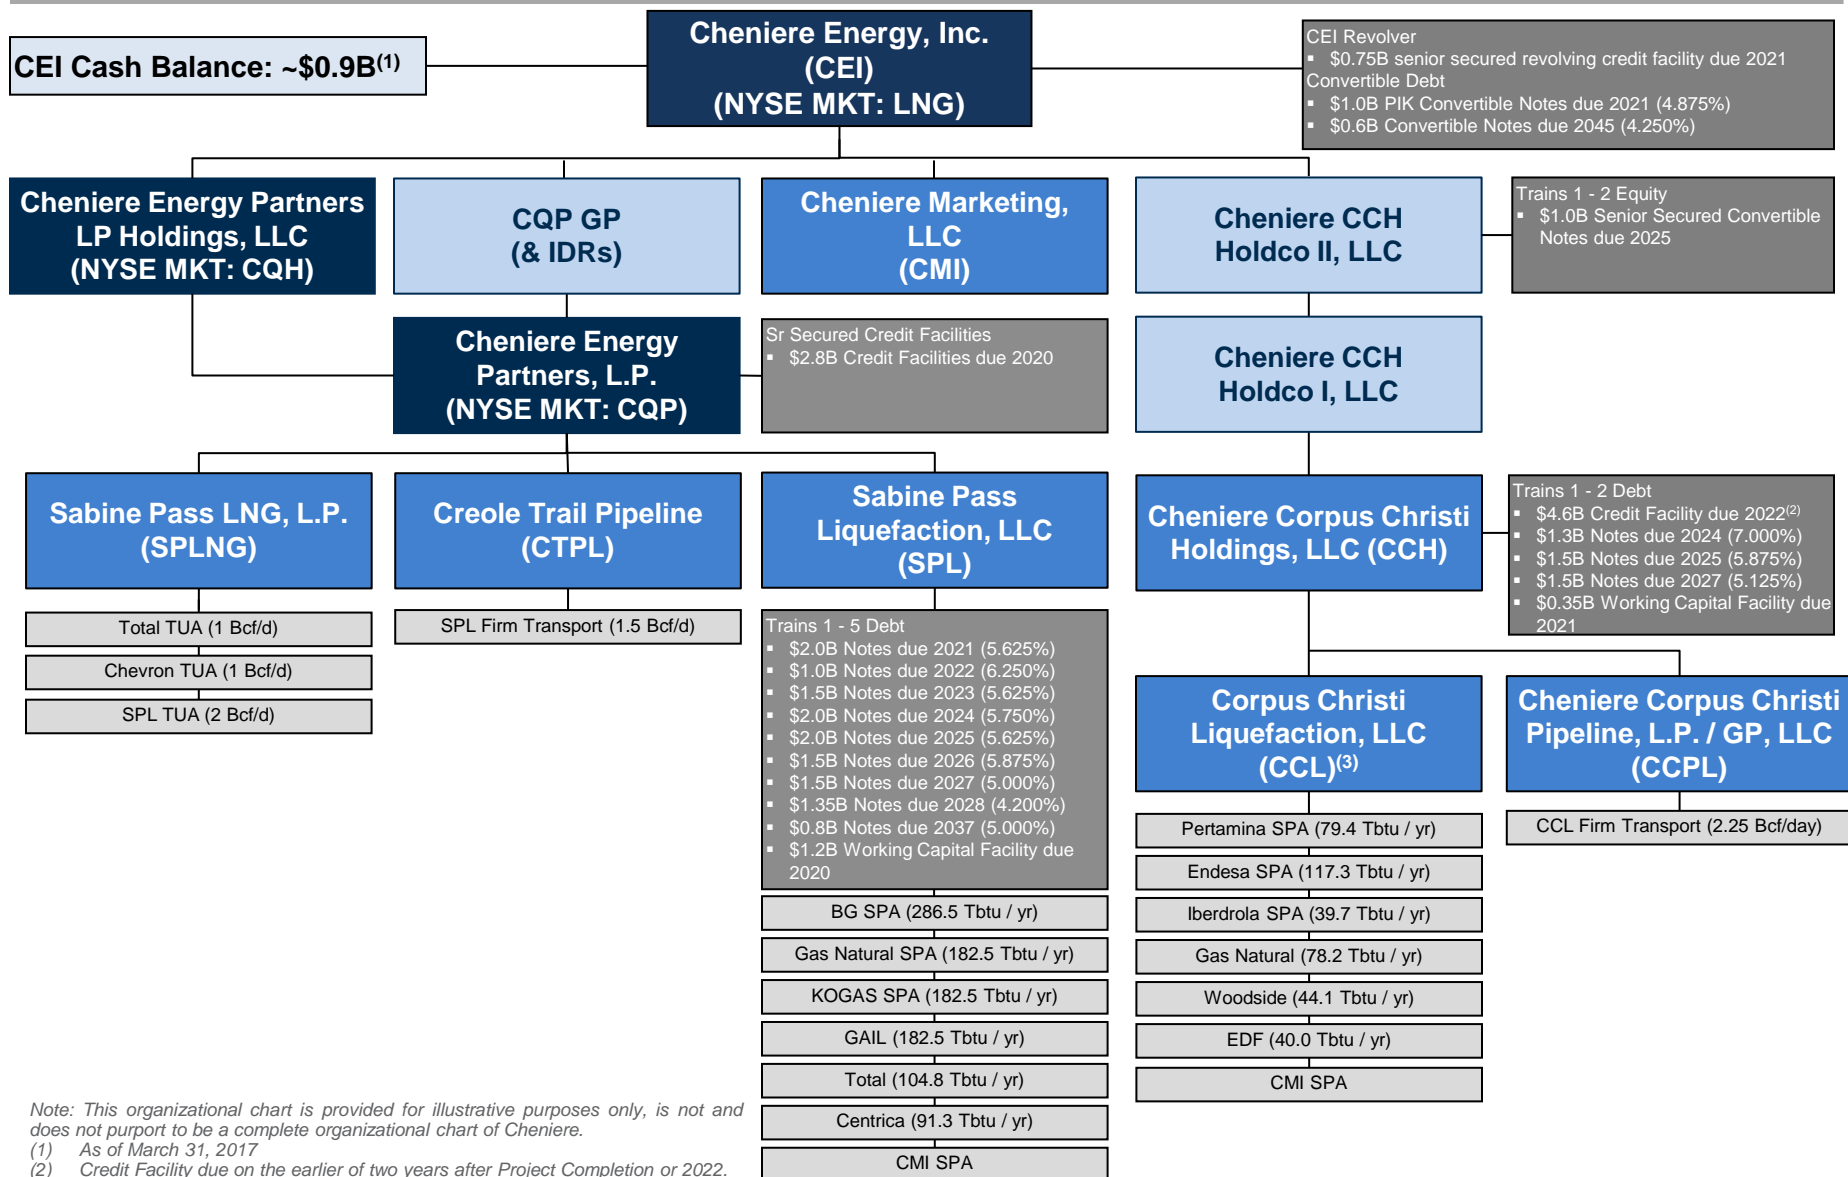 CEI Cash Balance: ~$0.9B(1)
Cheniere Energy, Inc.
(CEI)
(NYSE MKT: LNG)
CEI Revolver
▪ $0.75B senior secured revolving credit facility due 2021
Convertible Debt
▪ $1.0B PIK Convertible Notes due 2021 (4.875%)
▪ $0.6B Convertible Notes due 2045 (4.250%)
Cheniere Energy Partners
LP Holdings, LLC
(NYSE MKT: CQH)
CQP GP
(& IDRs)
Cheniere Marketing,
LLC
(CMI)
Cheniere CCH
Holdco II, LLC
Trains 1 - 2 Equity
▪ $1.0B Senior Secured Convertible
Notes due 2025
Cheniere Energy
Partners, L.P.
(NYSE MKT: CQP)
Sr Secured Credit Facilities
▪ $2.8B Credit Facilities due 2020
Cheniere CCH
Holdco I, LLC
Sabine Pass LNG, L.P.
(SPLNG)
Creole Trail Pipeline
(CTPL)
Sabine Pass
Liquefaction, LLC
(SPL)
Cheniere Corpus Christi
Holdings, LLC (CCH)
Trains 1 - 2 Debt
▪ $4.6B Credit Facility due 2022(2)
▪ $1.3B Notes due 2024 (7.000%)
▪ $1.5B Notes due 2025 (5.875%)
▪ $1.5B Notes due 2027 (5.125%)
▪ $0.35B Working Capital Facility due
2021
Total TUA (1 Bcf/d)
Chevron TUA (1 Bcf/d)
SPL TUA (2 Bcf/d)
SPL Firm Transport (1.5 Bcf/d)
Trains 1 - 5 Debt
▪ $2.0B Notes due 2021 (5.625%)
▪ $1.0B Notes due 2022 (6.250%)
▪ $1.5B Notes due 2023 (5.625%)
▪ $2.0B Notes due 2024 (5.750%)
▪ $2.0B Notes due 2025 (5.625%)
▪ $1.5B Notes due 2026 (5.875%)
▪ $1.5B Notes due 2027 (5.000%)
▪ $1.35B Notes due 2028 (4.200%)
▪ $0.8B Notes due 2037 (5.000%)
▪ $1.2B Working Capital Facility due
2020
BG SPA (286.5 Tbtu / yr)
Gas Natural SPA (182.5 Tbtu / yr)
KOGAS SPA (182.5 Tbtu / yr)
GAIL (182.5 Tbtu / yr)
Total (104.8 Tbtu / yr)
Centrica (91.3 Tbtu / yr)
CMI SPA
Corpus Christi
Liquefaction, LLC
(CCL)(3)
Cheniere Corpus Christi
Pipeline, L.P. / GP, LLC
(CCPL)
Pertamina SPA (79.4 Tbtu / yr)
Endesa SPA (117.3 Tbtu / yr)
Iberdrola SPA (39.7 Tbtu / yr)
Gas Natural (78.2 Tbtu / yr)
Woodside (44.1 Tbtu / yr)
EDF (40.0 Tbtu / yr)
CMI SPA
CCL Firm Transport (2.25 Bcf/day)
Note: This organizational chart is provided for illustrative purposes only, is not and
does not purport to be a complete organizational chart of Cheniere.
(1) As of March 31, 2017
(2) Credit Facility due on the earlier of two years after Project Completion or 2022.